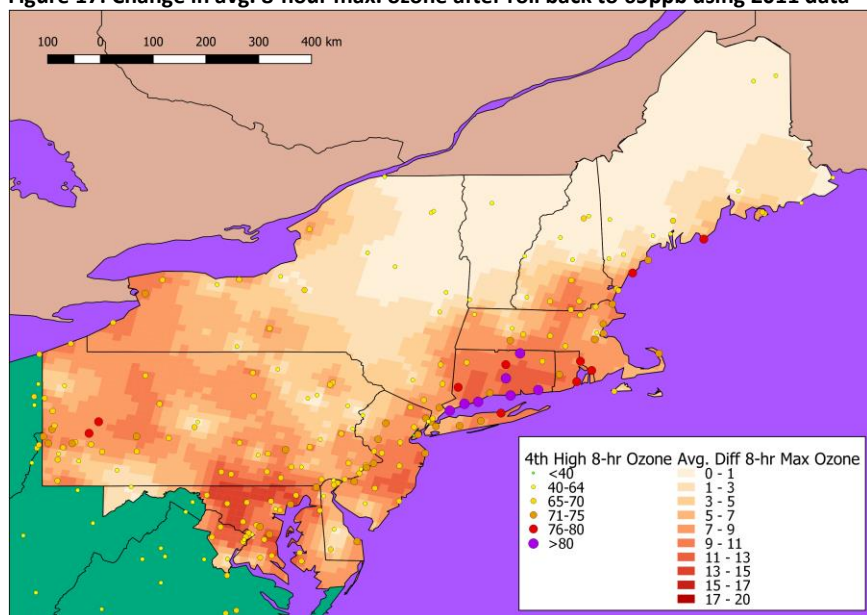 Figure 17: Change in avg. 8-hour max. ozone after roll back to 65ppb using 2011 data
100 0 100 200 300 400 km
4th High 8-hr Ozone Avg. Diff 8-hr Max Ozone
<40 0 - 1
40-64 1 - 3
65-70 3 - 5
71-75 5 - 7
76-80 7 - 9
>80 9 - 11
11 - 13
13 - 15
15 - 17
17 - 20